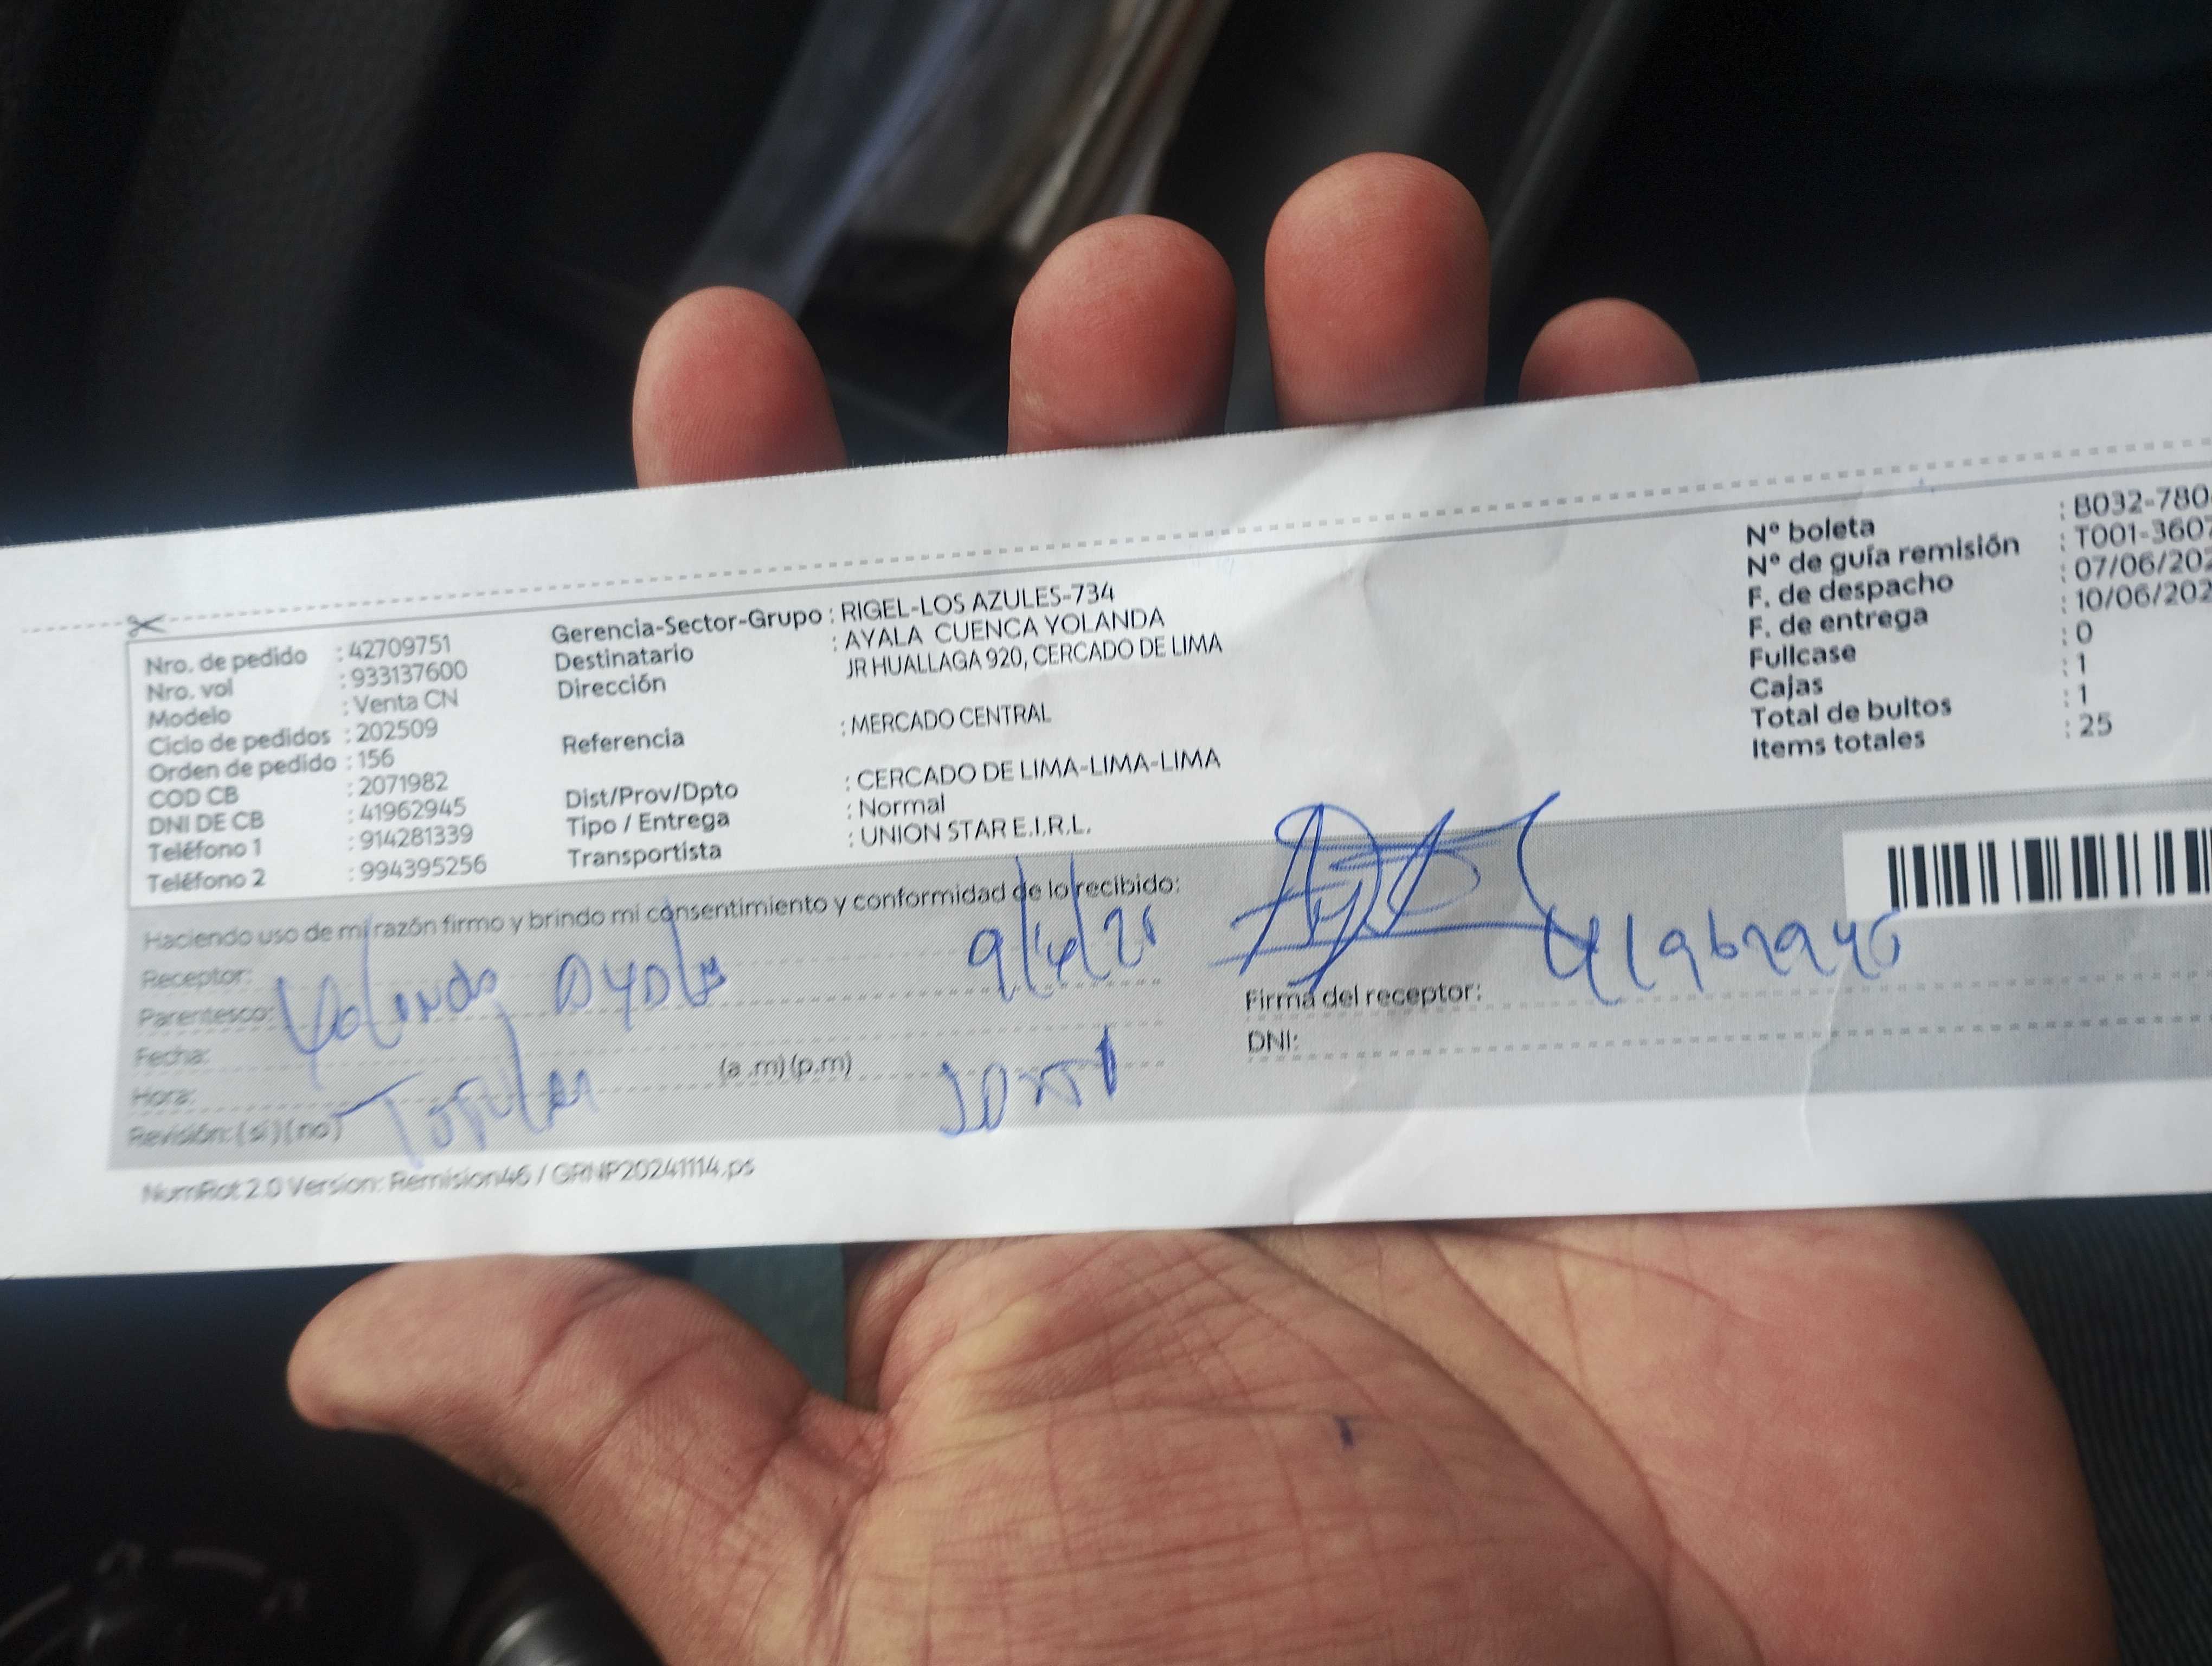 Nro. de pedido : 42709751
Nro. vol : 933137600
Modelo : Venta CN
Ciclo de pedidos : 202509
Orden de pedido : 156
COD CB : 2071982
DNI DE CB : 41962945
Teléfono 1 : 914281339
Teléfono 2 : 994395256
Gerencia-Sector-Grupo : RIGEL-LOS AZULES-734
Destinatario : AYALA CUENCA YOLANDA
Dirección JR HUALLAGA 920, CERCADO DE LIMA
Referencia : MERCADO CENTRAL
Dist/Prov/Dpto : CERCADO DE LIMA-LIMA-LIMA
Tipo / Entrega : Normal
Transportista : UNION STAR E.I.R.L.
Nº boleta : B032-780
Nº de guía remisión : T001-3607
F. de despacho : 07/06/202
F. de entrega : 10/06/202
Fullcase : 0
Cajas : 1
Total de bultos : 1
Items totales : 25
Haciendo uso de mi razón firmo y brindo mi consentimiento y conformidad de lo recibido:
Receptor: Yolanda Ayala
Parentesco: Titular
Fecha:
Hora: (a .m) (p.m)
Revisión: (si) (no)
Firma del receptor: 41962945
DNI:
NumRot 2.0 Version: Remision46 / GRNP20241114.ps